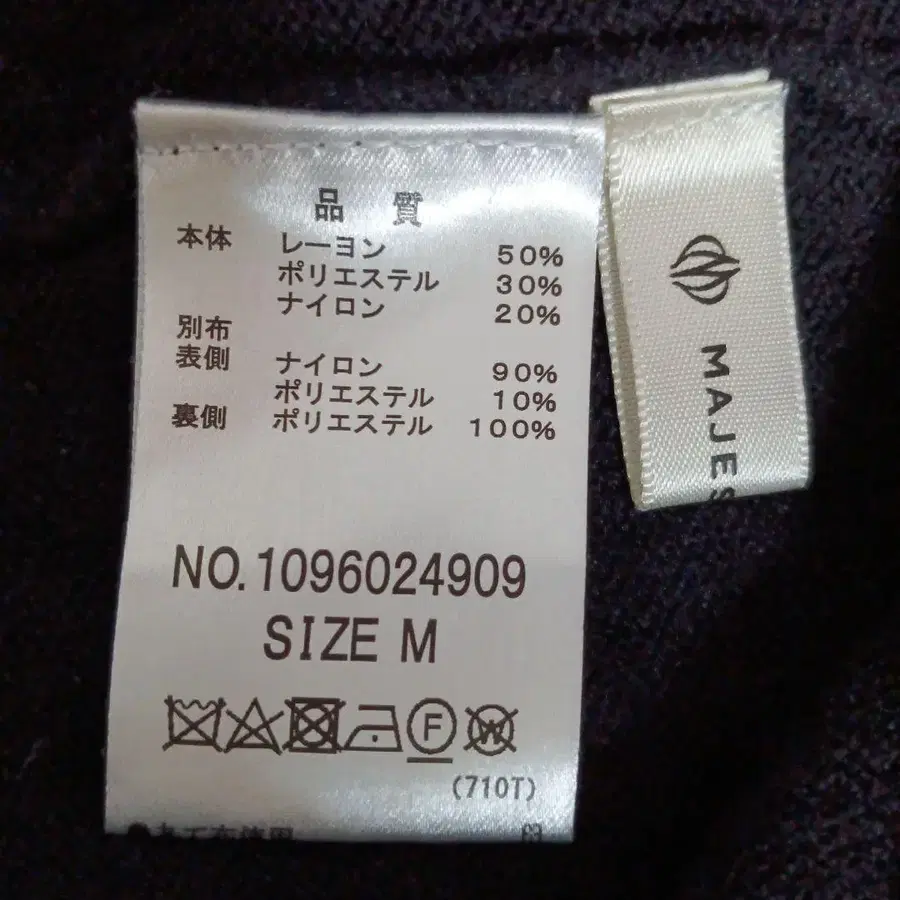 品 質
本体 レーヨン 50%
ポリエステル 30%
ナイロン 20%
別布
表側 ナイロン 90%
ポリエステル 10%
裏側 ポリエステル 100%
NO.1096024909
SIZE M
F W
(710T)
MAJES